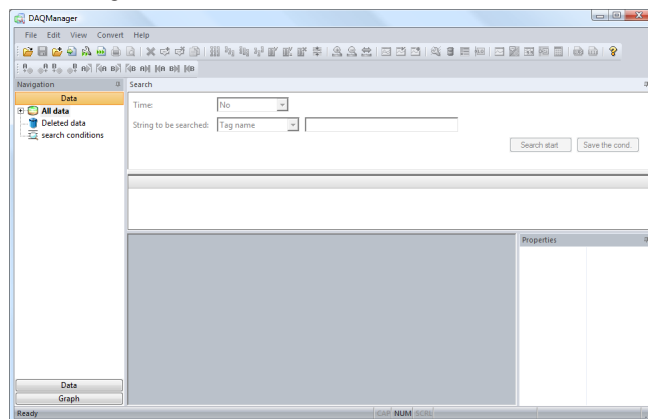 DAQManager
File Edit View Convert Help
Navigation
Search
Data
All data
Deleted data
search conditions
Time: No
String to be searched: Tag name
Search start Save the cond.
Properties
Data
Graph
Ready
CAP NUM SCRL